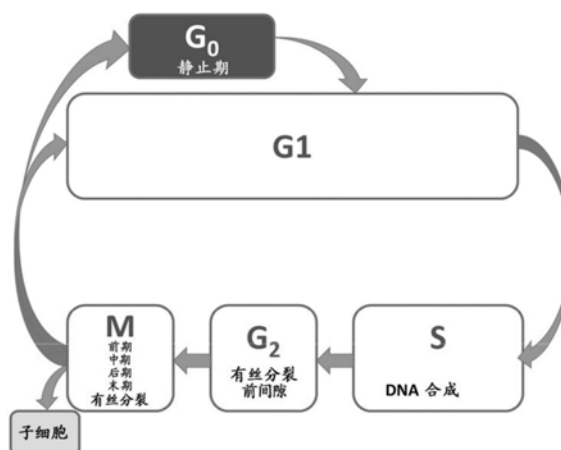 G₀
静止期
G1
M
前期
中期
后期
末期
有丝分裂
G₂
有丝分裂
前间隙
S
DNA 合成
子细胞